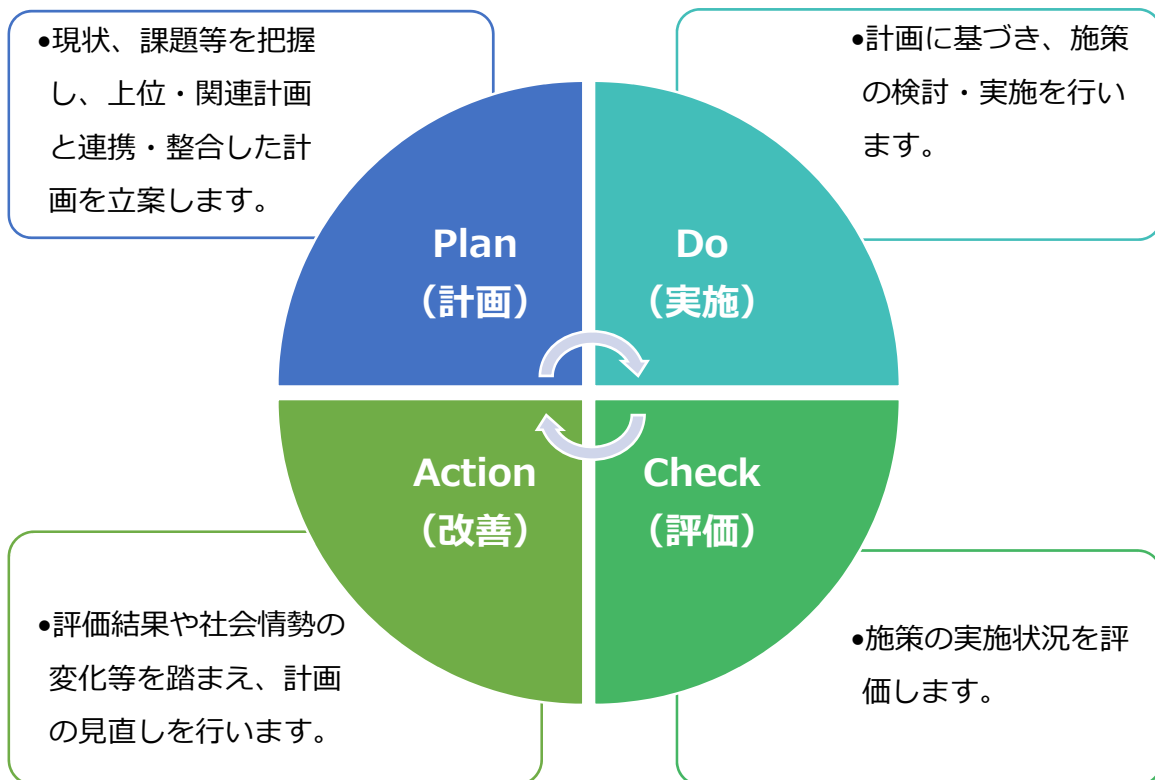 •現状、課題等を把握
し、上位・関連計画
と連携・整合した計
画を立案します。
•計画に基づき、施策
の検討・実施を行い
ます。
Plan
（計画）
Do
（実施）
Action
（改善）
Check
（評価）
•評価結果や社会情勢の
変化等を踏まえ、計画
の見直しを行います。
•施策の実施状況を評
価します。